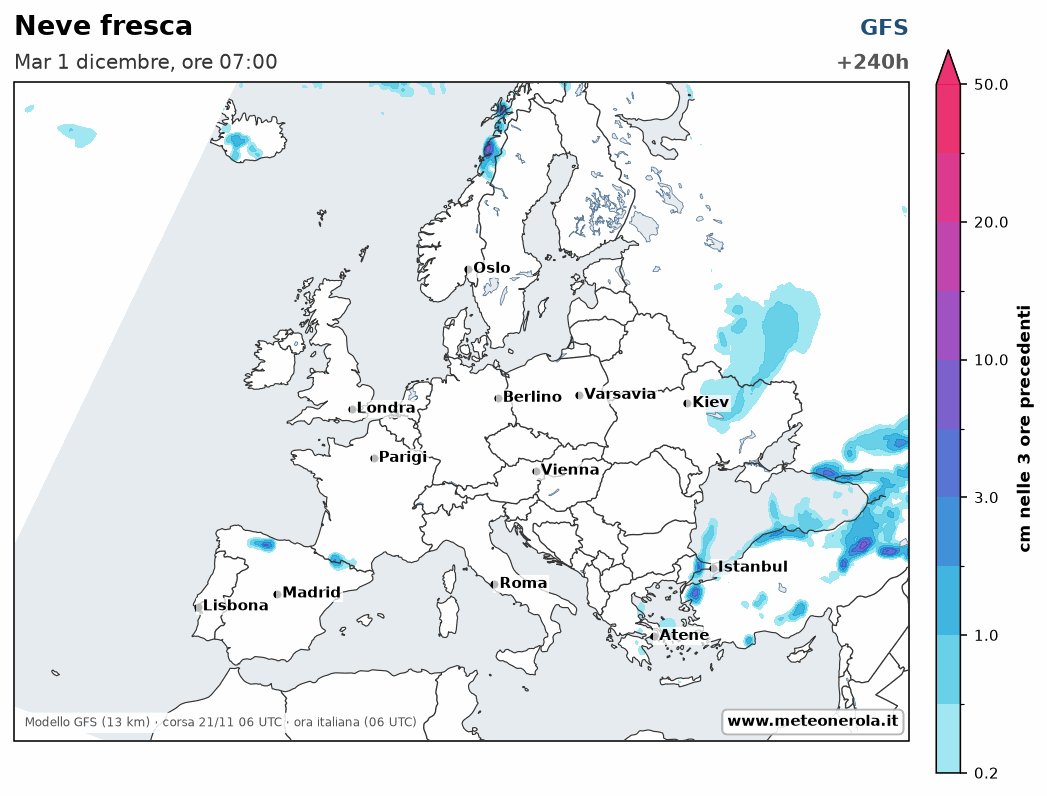 Neve fresca
GFS
Mar 1 dicembre, ore 07:00
+240h
50.0
20.0
10.0
3.0
1.0
0.2
cm nelle 3 ore precedenti
Oslo
Berlino
Varsavia
Kiev
Londra
Parigi
Vienna
Istanbul
Roma
Madrid
Lisbona
Atene
Modello GFS (13 km) · corsa 21/11 06 UTC · ora italiana (06 UTC)
www.meteonerola.it